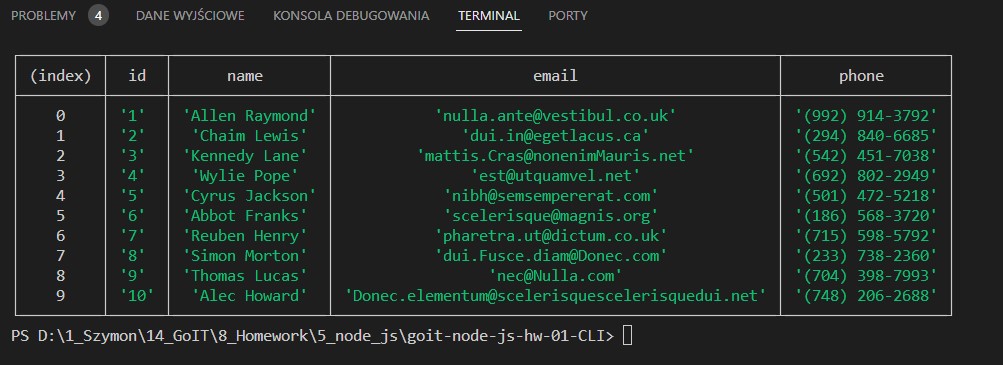 PROBLEMY 4 DANE WYJŚCIOWE KONSOLA DEBUGOWANIA TERMINAL PORTY
(index) id name email phone
0 '1' 'Allen Raymond' 'nulla.ante@vestibul.co.uk' '(992) 914-3792'
1 '2' 'Chaim Lewis' 'dui.in@egetlacus.ca' '(294) 840-6685'
2 '3' 'Kennedy Lane' 'mattis.Cras@nonenimMauris.net' '(542) 451-7038'
3 '4' 'Wylie Pope' 'est@utquamvel.net' '(692) 802-2949'
4 '5' 'Cyrus Jackson' 'nibh@semsempererat.com' '(501) 472-5218'
5 '6' 'Abbot Franks' 'scelerisque@magnis.org' '(186) 568-3720'
6 '7' 'Reuben Henry' 'pharetra.ut@dictum.co.uk' '(715) 598-5792'
7 '8' 'Simon Morton' 'dui.Fusce.diam@Donec.com' '(233) 738-2360'
8 '9' 'Thomas Lucas' 'nec@Nulla.com' '(704) 398-7993'
9 '10' 'Alec Howard' 'Donec.elementum@scelerisquescelerisquedui.net' '(748) 206-2688'
PS D:\1_Szymon\14_GoIT\8_Homework\5_node_js\goit-node-js-hw-01-CLI>